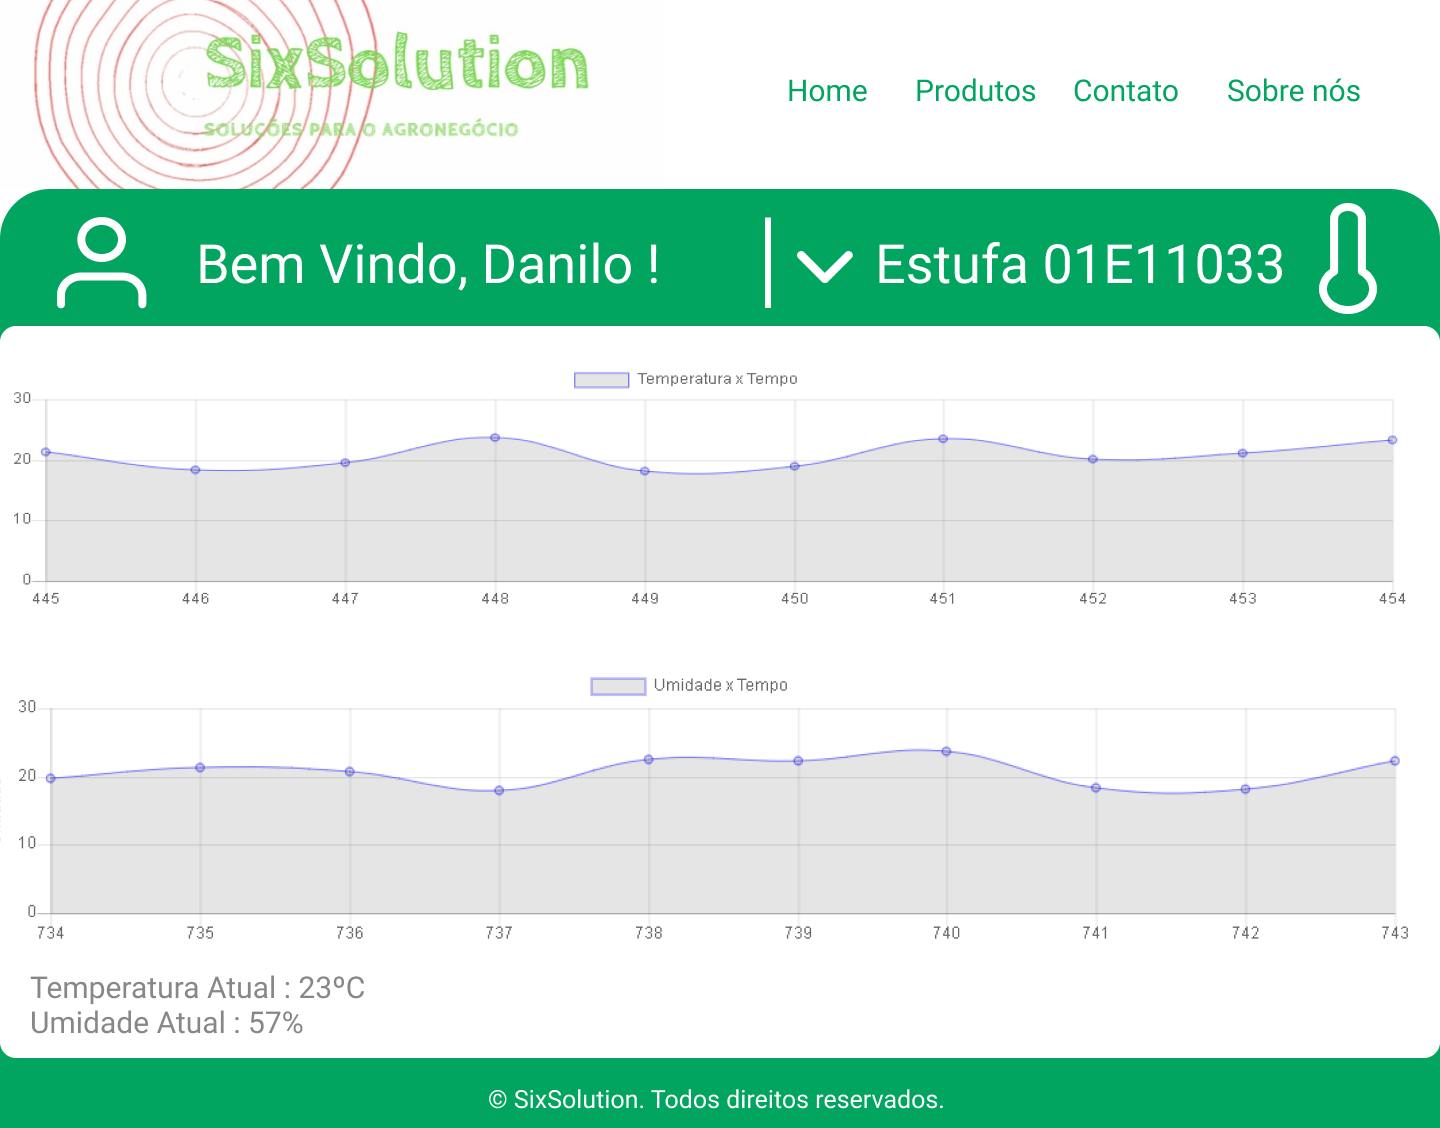 SixSolution
SOLUÇÕES PARA O AGRONEGÓCIO
Home Produtos Contato Sobre nós
Bem Vindo, Danilo !
Estufa 01E11033
Temperatura x Tempo
30
20
10
0
445 446 447 448 449 450 451 452 453 454
Umidade x Tempo
30
20
10
0
734 735 736 737 738 739 740 741 742 743
Temperatura Atual : 23ºC
Umidade Atual : 57%
© SixSolution. Todos direitos reservados.